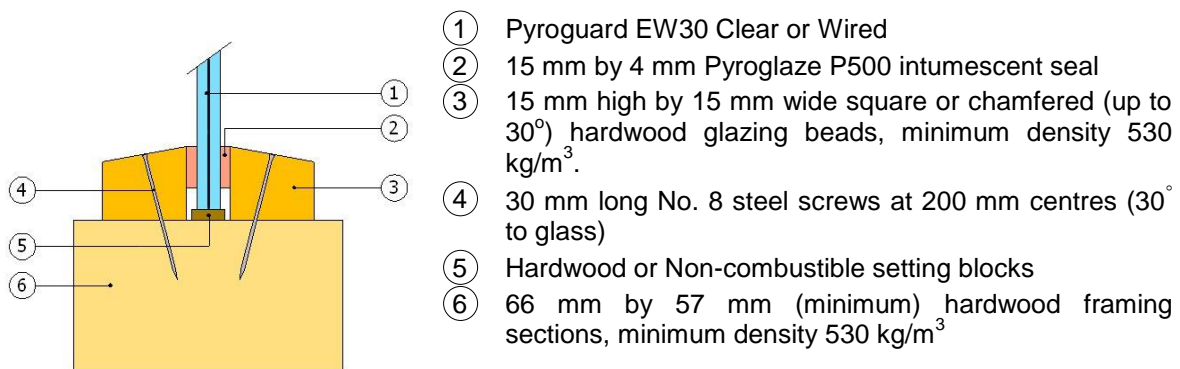 1 Pyroguard EW30 Clear or Wired
2 15 mm by 4 mm Pyroglaze P500 intumescent seal
3 15 mm high by 15 mm wide square or chamfered (up to
30°) hardwood glazing beads, minimum density 530
kg/m³.
4 30 mm long No. 8 steel screws at 200 mm centres (30°
to glass)
5 Hardwood or Non-combustible setting blocks
6 66 mm by 57 mm (minimum) hardwood framing
sections, minimum density 530 kg/m³
1
2
4
3
5
6